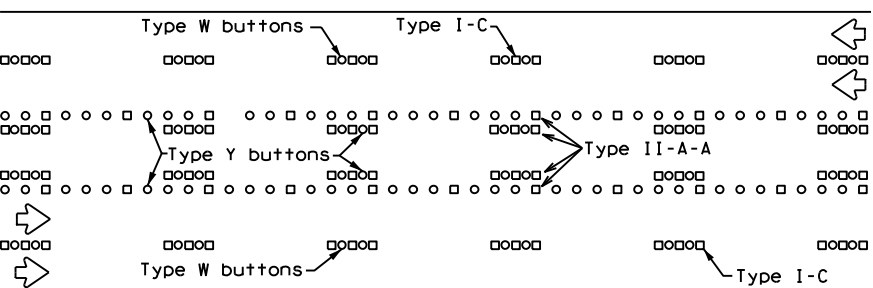 Type W buttons
Type I-C
Type Y buttons
Type II-A-A
Type W buttons
Type I-C